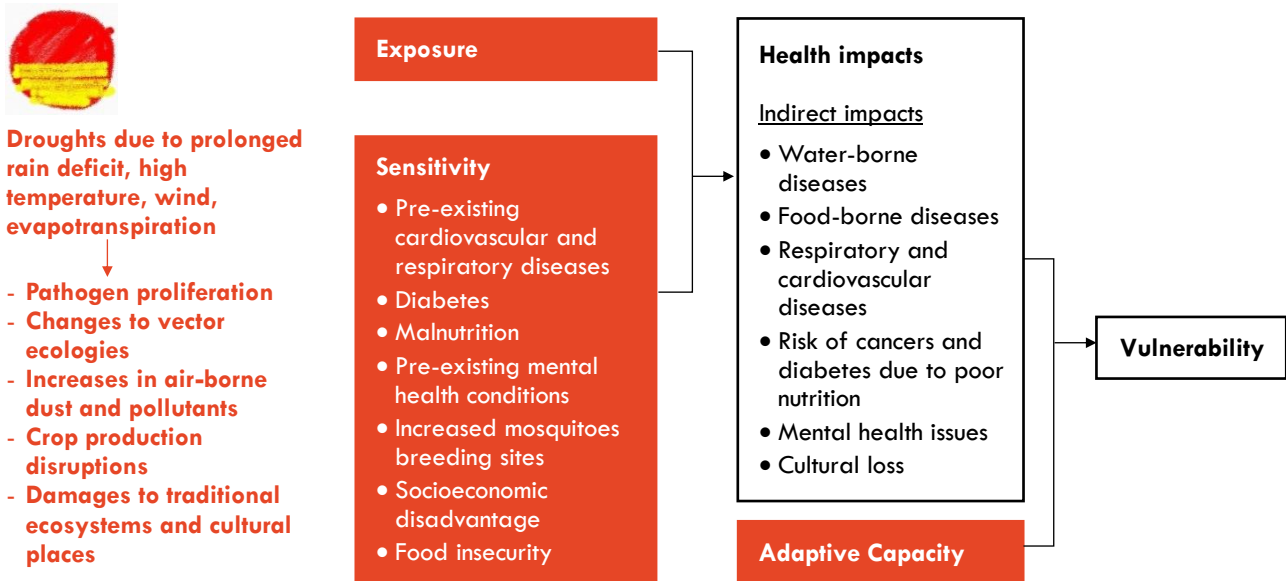 Droughts due to prolonged
rain deficit, high
temperature, wind,
evapotranspiration
- Pathogen proliferation
- Changes to vector
ecologies
- Increases in air-borne
dust and pollutants
- Crop production
disruptions
- Damages to traditional
ecosystems and cultural
places
Exposure
Sensitivity
• Pre-existing
cardiovascular and
respiratory diseases
• Diabetes
• Malnutrition
• Pre-existing mental
health conditions
• Increased mosquitoes
breeding sites
• Socioeconomic
disadvantage
• Food insecurity
Health impacts
Indirect impacts
• Water-borne
diseases
• Food-borne diseases
• Respiratory and
cardiovascular
diseases
• Risk of cancers and
diabetes due to poor
nutrition
• Mental health issues
• Cultural loss
Adaptive Capacity
Vulnerability